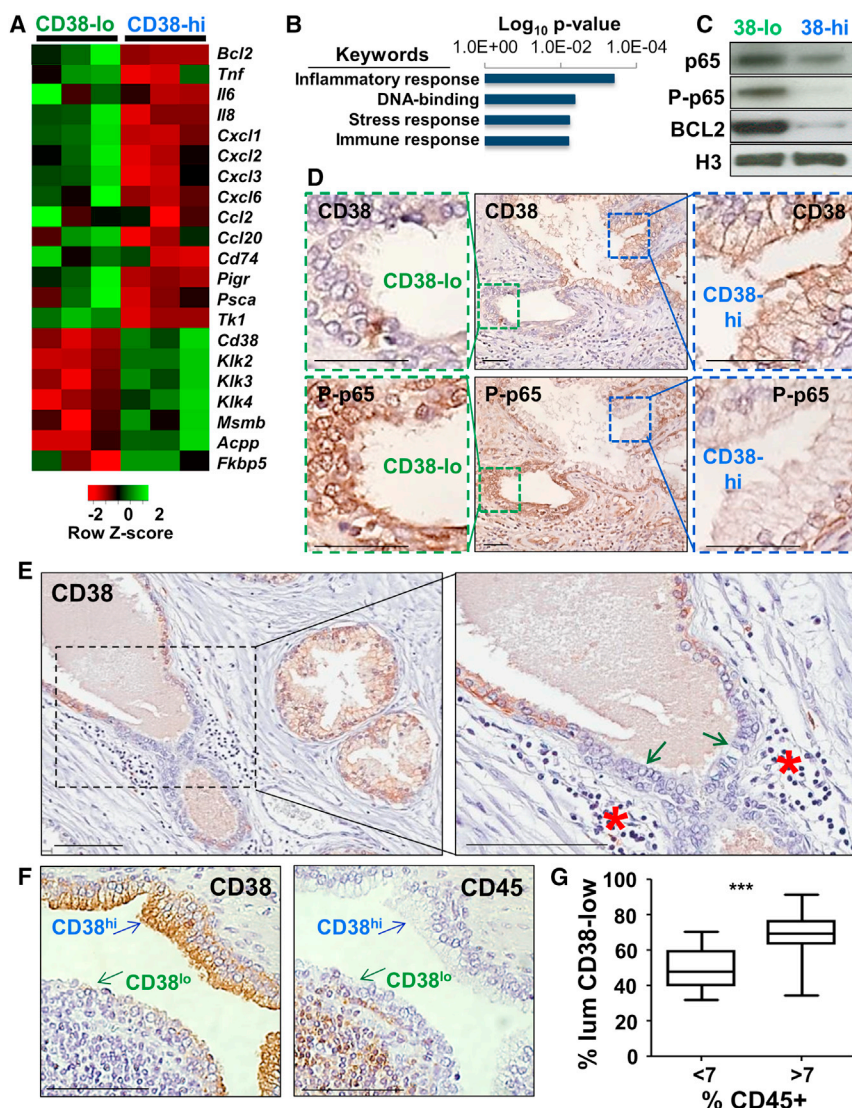 A
CD38-lo CD38-hi
Bcl2
Tnf
Il6
Il8
Cxcl1
Cxcl2
Cxcl3
Cxcl6
Ccl2
Ccl20
Cd74
Pigr
Psca
Tk1
Cd38
Klk2
Klk3
Klk4
Msmb
Acpp
Fkbp5
-2 0 2
Row Z-score
B
Log10 p-value
Keywords 1.0E+00 1.0E-02 1.0E-04
Inflammatory response
DNA-binding
Stress response
Immune response
C
38-lo 38-hi
p65
P-p65
BCL2
H3
D
CD38 CD38 CD38
CD38-lo
CD38-
hi
P-p65 P-p65 P-p65
CD38-lo
CD38-
hi
E
CD38
*
*
F
CD38
CD38hi
CD38lo
CD45
CD38hi
CD38lo
G
% lum CD38-low
100
80
60
40
20
0
***
<7 >7
% CD45+